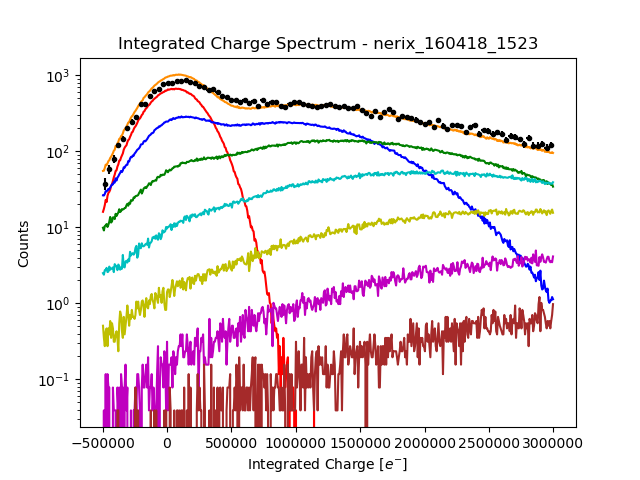 Integrated Charge Spectrum - nerix_160418_1523
Counts
10³
10²
10¹
10⁰
10⁻¹
−500000 0 500000 1000000 1500000 2000000 2500000 3000000
Integrated Charge [e⁻]